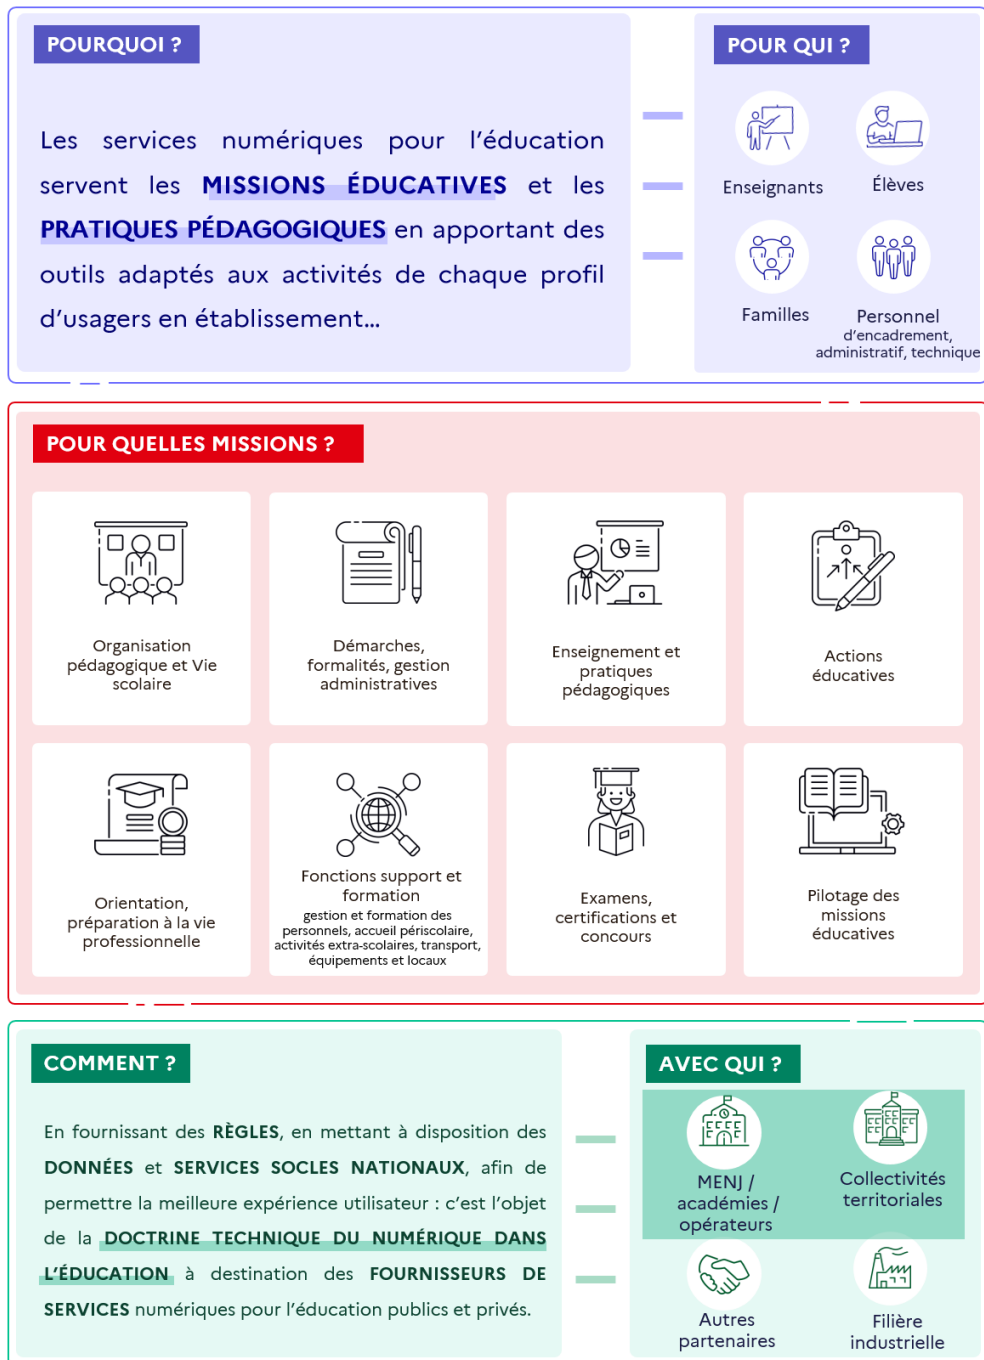 POURQUOI ?
Les services numériques pour l’éducation
servent les MISSIONS ÉDUCATIVES et les
PRATIQUES PÉDAGOGIQUES en apportant des
outils adaptés aux activités de chaque profil
d’usagers en établissement...
POUR QUI ?
Enseignants
Élèves
Familles
Personnel
d’encadrement,
administratif, technique
POUR QUELLES MISSIONS ?
Organisation
pédagogique et Vie
scolaire
Démarches,
formalités, gestion
administratives
Enseignement et
pratiques
pédagogiques
Actions
éducatives
Orientation,
préparation à la vie
professionnelle
Fonctions support et
formation
gestion et formation des
personnels, accueil périscolaire,
activités extra-scolaires, transport,
équipements et locaux
Examens,
certifications et
concours
Pilotage des
missions
éducatives
COMMENT ?
En fournissant des RÈGLES, en mettant à disposition des
DONNÉES et SERVICES SOCLES NATIONAUX, afin de
permettre la meilleure expérience utilisateur : c’est l’objet
de la DOCTRINE TECHNIQUE DU NUMÉRIQUE DANS
L’ÉDUCATION à destination des FOURNISSEURS DE
SERVICES numériques pour l’éducation publics et privés.
AVEC QUI ?
MENJ /
académies /
opérateurs
Collectivités
territoriales
Autres
partenaires
Filière
industrielle